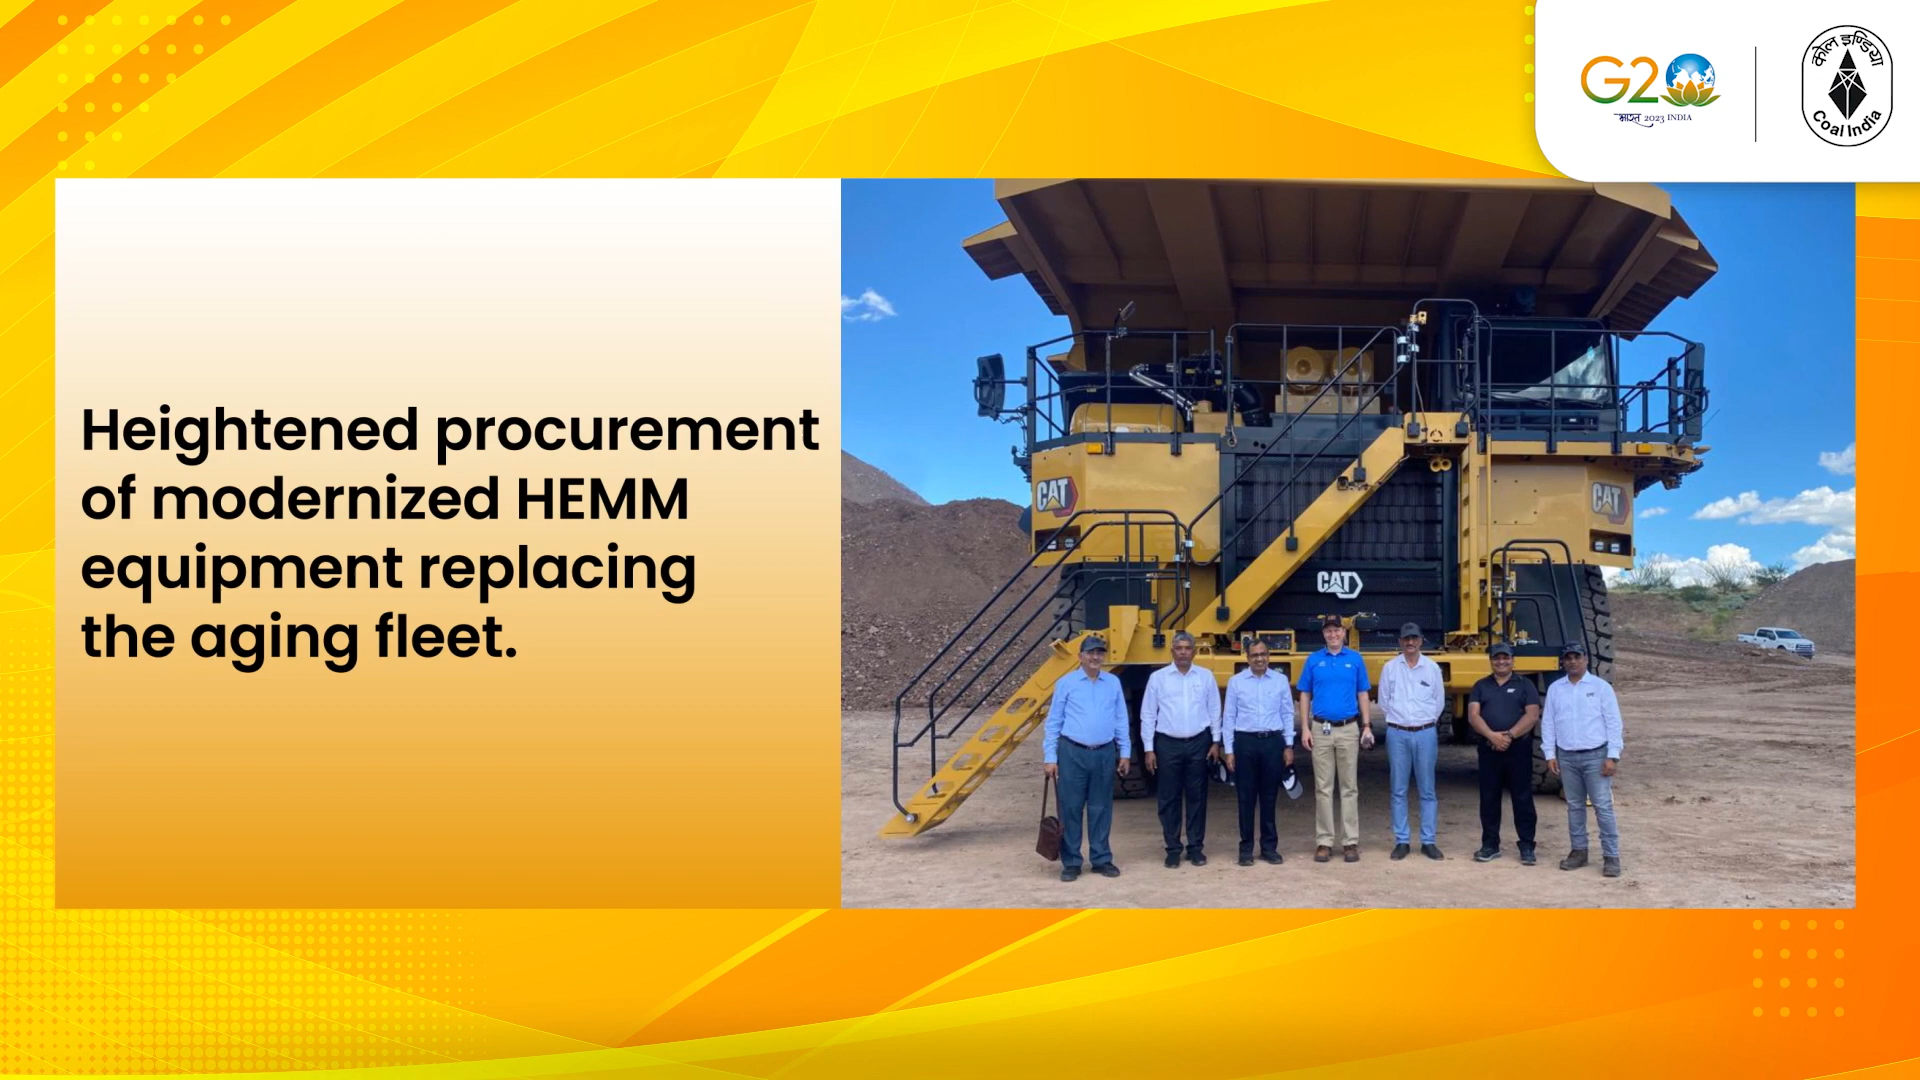 G20
भारत 2023 INDIA
कोल इण्डिया
Coal India
Heightened procurement
of modernized HEMM
equipment replacing
the aging fleet.
CAT
CAT
CAT